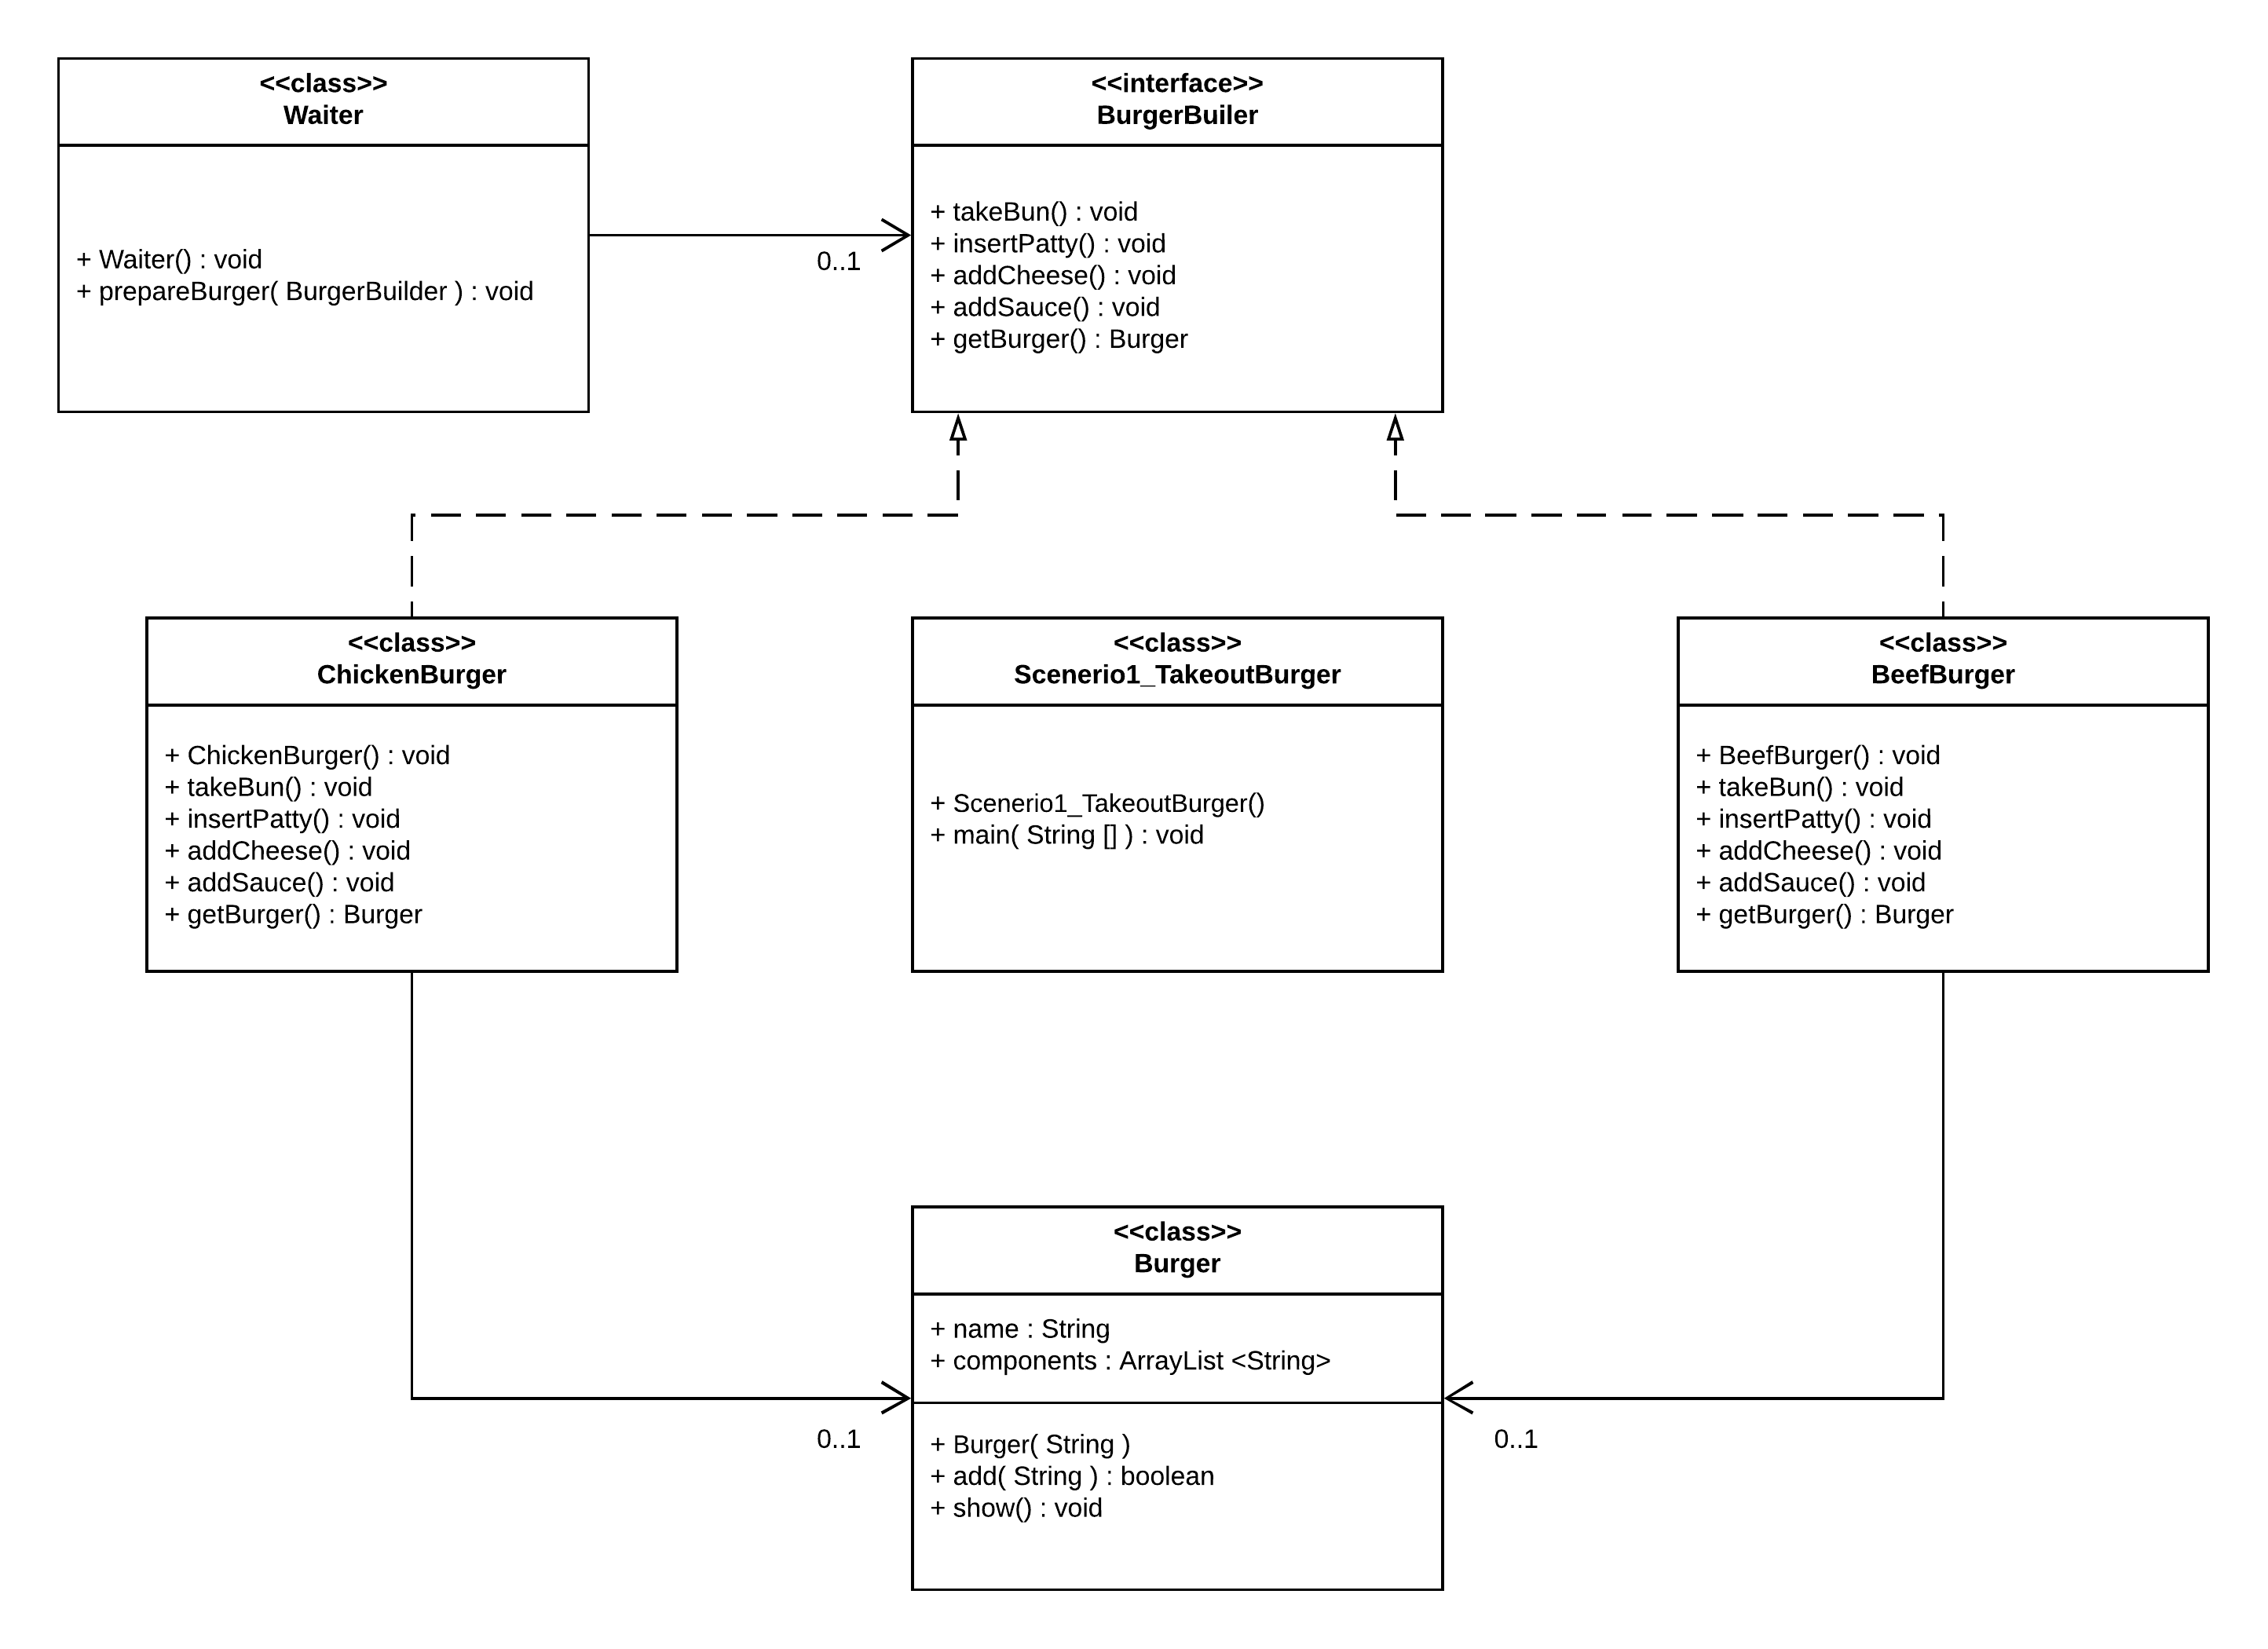 <<class>>
Waiter
+ Waiter() : void
+ prepareBurger( BurgerBuilder ) : void
<<interface>>
BurgerBuiler
+ takeBun() : void
+ insertPatty() : void
+ addCheese() : void
+ addSauce() : void
+ getBurger() : Burger
0..1
<<class>>
ChickenBurger
+ ChickenBurger() : void
+ takeBun() : void
+ insertPatty() : void
+ addCheese() : void
+ addSauce() : void
+ getBurger() : Burger
<<class>>
Scenerio1_TakeoutBurger
+ Scenerio1_TakeoutBurger()
+ main( String [] ) : void
<<class>>
BeefBurger
+ BeefBurger() : void
+ takeBun() : void
+ insertPatty() : void
+ addCheese() : void
+ addSauce() : void
+ getBurger() : Burger
<<class>>
Burger
+ name : String
+ components : ArrayList <String>
+ Burger( String )
+ add( String ) : boolean
+ show() : void
0..1
0..1